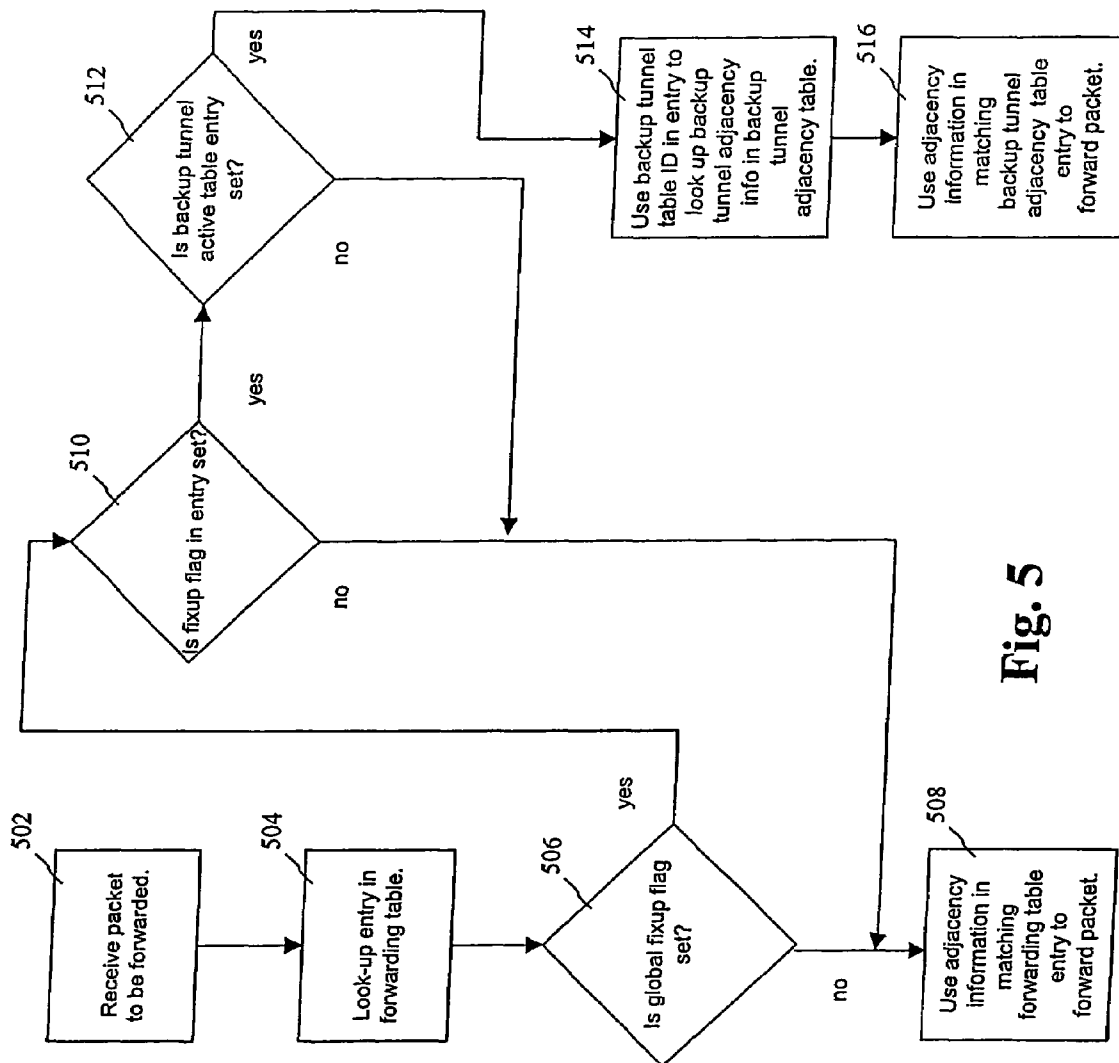 502
Receive packet
to be forwarded.
504
Look-up entry in
forwarding table.
506
Is global fixup flag
set?
yes
no
508
Use adjacency
information in
matching
forwarding table
entry to
forward packet.
510
Is fixup flag in entry set?
yes
no
512
Is backup tunnel
active table entry
set?
yes
no
514
Use backup tunnel
table ID in entry to
look up backup
tunnel adjacency
info in backup
tunnel
adjacency table.
516
Use adjacency
information in
matching
backup tunnel
adjacency table
entry to
forward packet.
Fig. 5